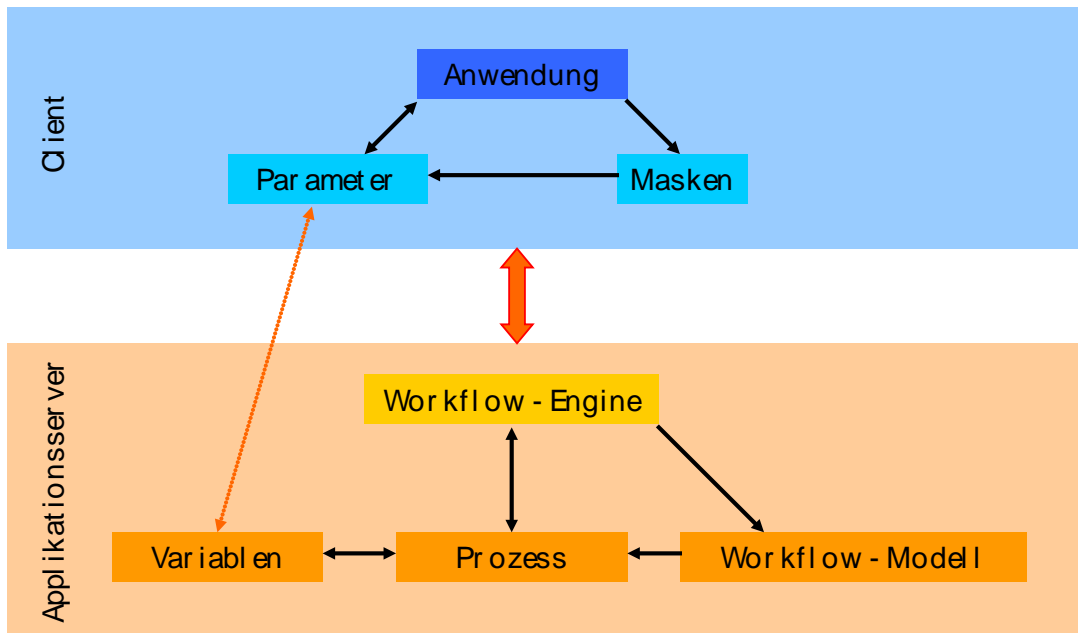 Client
Anwendung
Parameter
Masken
Applikationsserver
Workflow-Engine
Variablen
Prozess
Workflow-Modell